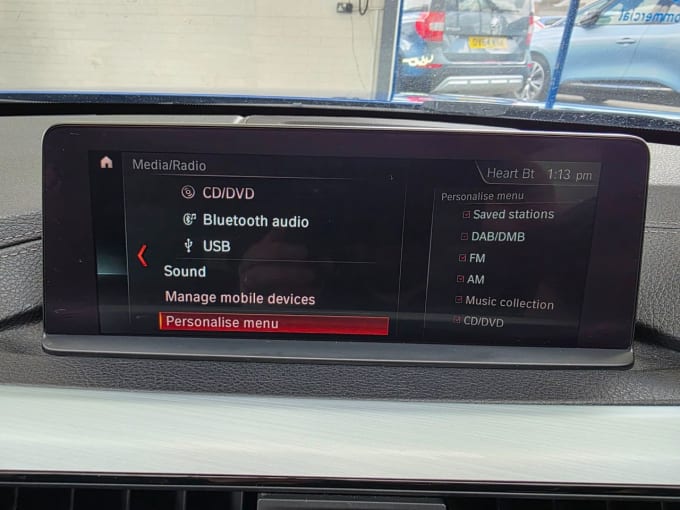 Media/Radio
Heart Bt 1:13 pm
CD/DVD
Bluetooth audio
USB
Sound
Manage mobile devices
Personalise menu
Personalise menu
Saved stations
DAB/DMB
FM
AM
Music collection
CD/DVD
ommercial